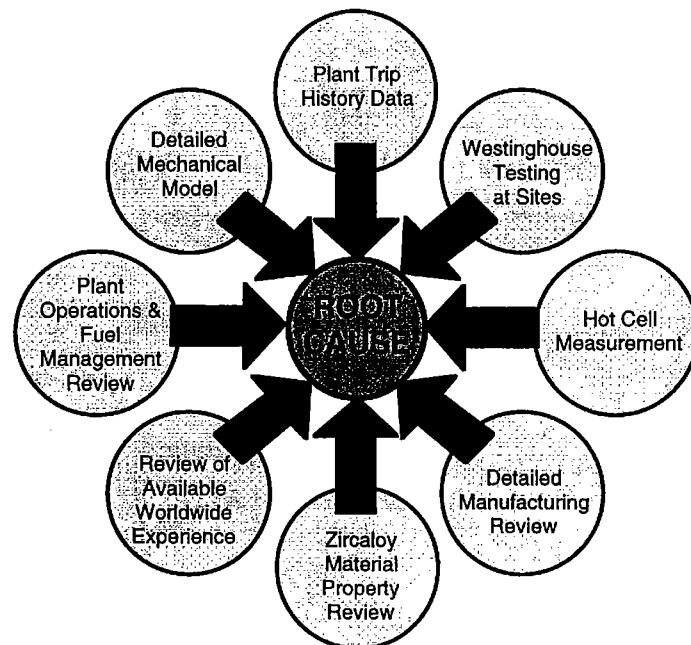 Plant Trip
History Data
Westinghouse
Testing
at Sites
Hot Cell
Measurement
Detailed
Manufacturing
Review
Zircaloy
Material
Property
Review
Review of
Available
Worldwide
Experience
Plant
Operations &
Fuel
Management
Review
Detailed
Mechanical
Model
ROOT
CAUSE